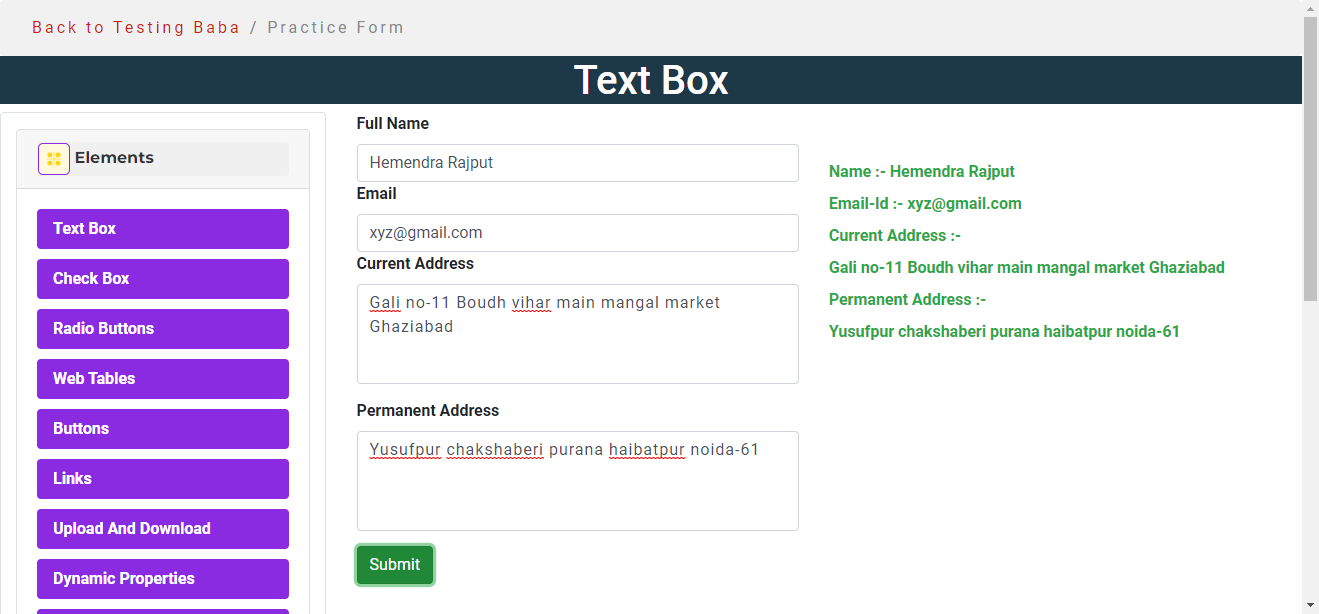 Back to Testing Baba / Practice Form
Text Box
Elements
Text Box
Check Box
Radio Buttons
Web Tables
Buttons
Links
Upload And Download
Dynamic Properties
Full Name
Hemendra Rajput
Email
xyz@gmail.com
Current Address
Gali no-11 Boudh vihar main mangal market
Ghaziabad
Permanent Address
Yusufpur chakshaberi purana haibatpur noida-61
Submit
Name :- Hemendra Rajput
Email-Id :- xyz@gmail.com
Current Address :-
Gali no-11 Boudh vihar main mangal market Ghaziabad
Permanent Address :-
Yusufpur chakshaberi purana haibatpur noida-61